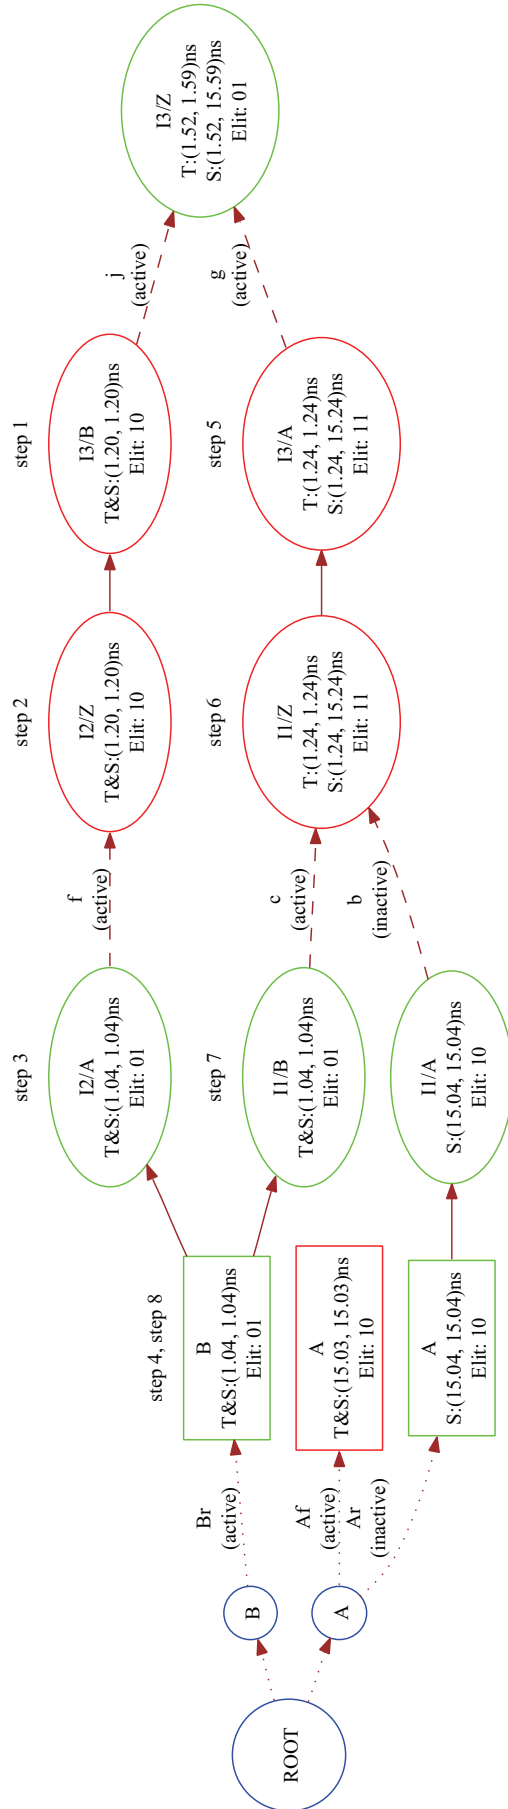 ROOT
B
A
Br
(active)
Af
(active)
Ar
(inactive)
step 4, step 8
B
T&S:(1.04, 1.04)ns
Elit: 01
A
T&S:(15.03, 15.03)ns
Elit: 10
A
S:(15.04, 15.04)ns
Elit: 10
step 3
I2/A
T&S:(1.04, 1.04)ns
Elit: 01
step 7
I1/B
T&S:(1.04, 1.04)ns
Elit: 01
I1/A
S:(15.04, 15.04)ns
Elit: 10
f
(active)
c
(active)
b
(inactive)
step 2
I2/Z
T&S:(1.20, 1.20)ns
Elit: 10
step 6
I1/Z
T:(1.24, 1.24)ns
S:(1.24, 15.24)ns
Elit: 11
step 1
I3/B
T&S:(1.20, 1.20)ns
Elit: 10
step 5
I3/A
T:(1.24, 1.24)ns
S:(1.24, 15.24)ns
Elit: 11
j
(active)
g
(active)
I3/Z
T:(1.52, 1.59)ns
S:(1.52, 15.59)ns
Elit: 01